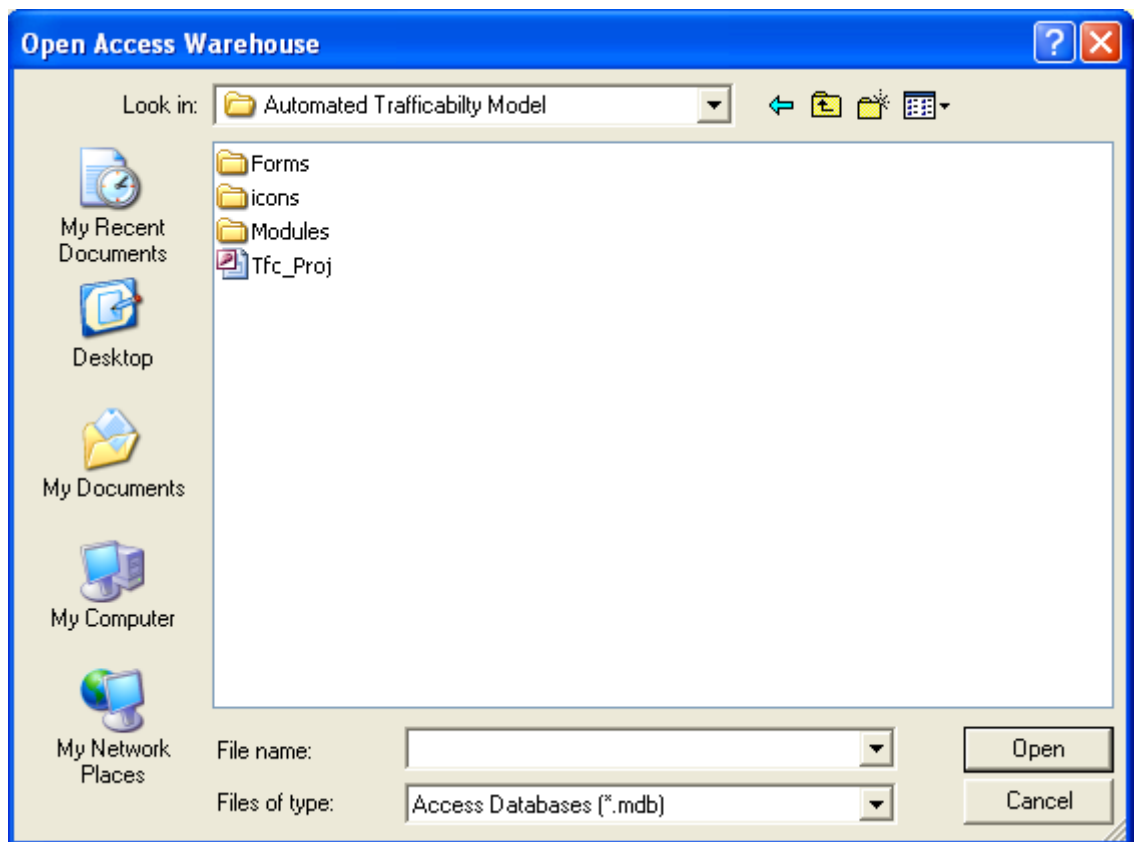 Open Access Warehouse
Look in: Automated Trafficabilty Model
Forms
icons
Modules
Tfc_Proj
My Recent
Documents
Desktop
My Documents
My Computer
My Network
Places
File name:
Open
Files of type: Access Databases (*.mdb)
Cancel